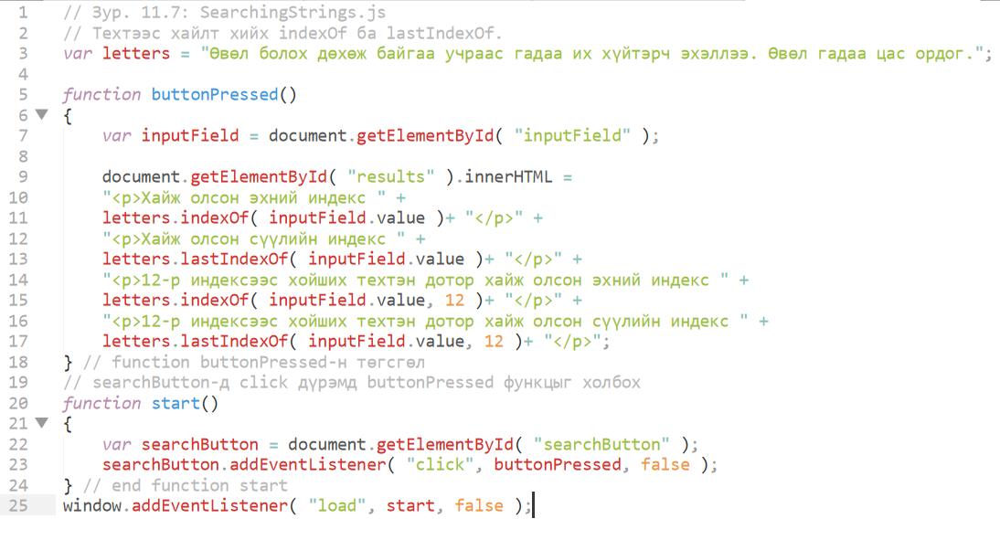 1 // Зур. 11.7: SearchingStrings.js
2 // Техтээс хайлт хийх indexOf ба lastIndexOf.
3 var letters = "Өвөл болох дөхөж байгаа учраас гадаа их хүйтэрч эхэллээ. Өвөл гадаа цас ордог.";
4
5 function buttonPressed()
6 {
7 var inputField = document.getElementById( "inputField" );
8
9 document.getElementById( "results" ).innerHTML =
10 "<p>Хайж олсон эхний индекс " +
11 letters.indexOf( inputField.value )+ "</p>" +
12 "<p>Хайж олсон сүүлийн индекс " +
13 letters.lastIndexOf( inputField.value )+ "</p>" +
14 "<p>12-р индексээс хойших техтэн дотор хайж олсон эхний индекс " +
15 letters.indexOf( inputField.value, 12 )+ "</p>" +
16 "<p>12-р индексээс хойших техтэн дотор хайж олсон сүүлийн индекс " +
17 letters.lastIndexOf( inputField.value, 12 )+ "</p>";
18 } // function buttonPressed-н төгсгөл
19 // searchButton-д click дүрэмд buttonPressed функцыг холбох
20 function start()
21 {
22 var searchButton = document.getElementById( "searchButton" );
23 searchButton.addEventListener( "click", buttonPressed, false );
24 } // end function start
25 window.addEventListener( "load", start, false );